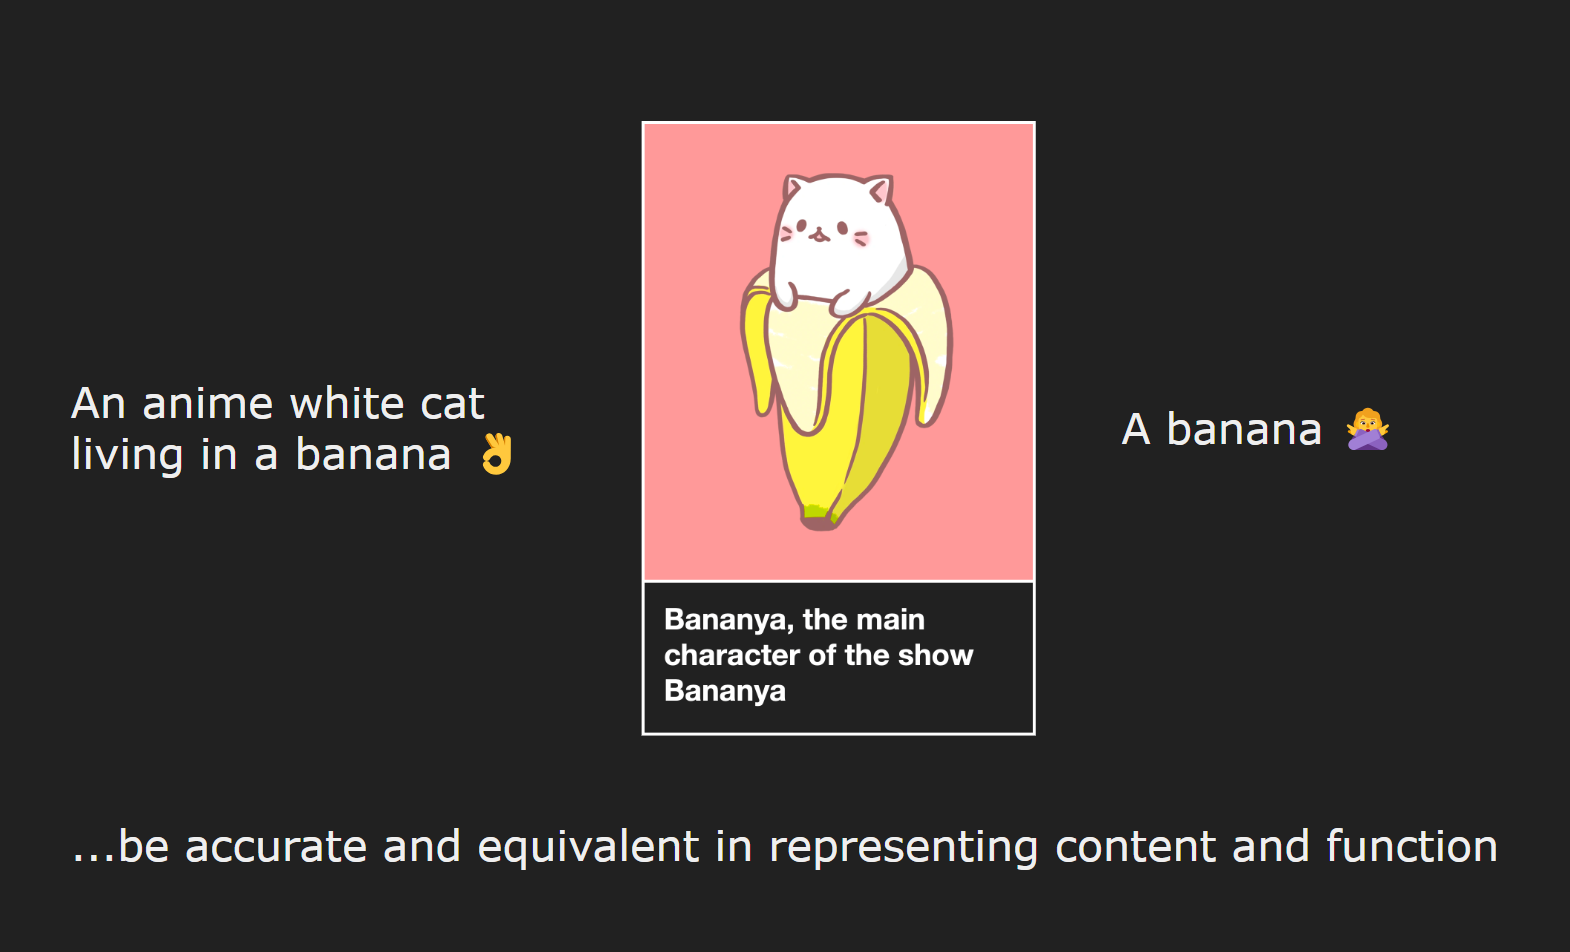 An anime white cat
living in a banana 👌
Bananya, the main
character of the show
Bananya
A banana 🙅
...be accurate and equivalent in representing content and function